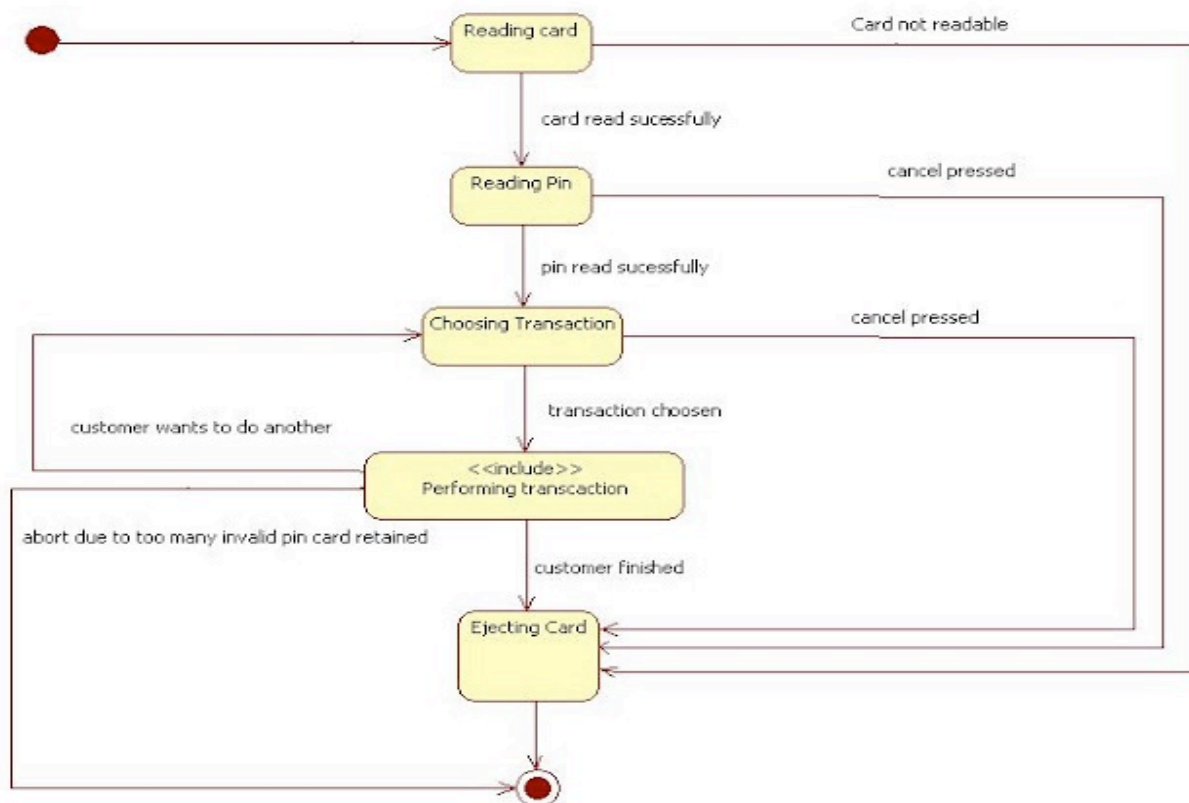 Reading card
Card not readable
card read sucessfully
Reading Pin
cancel pressed
pin read sucessfully
Choosing Transaction
cancel pressed
transaction choosen
customer wants to do another
<<include>>
Performing transcaction
abort due to too many invalid pin card retained
customer finished
Ejecting Card